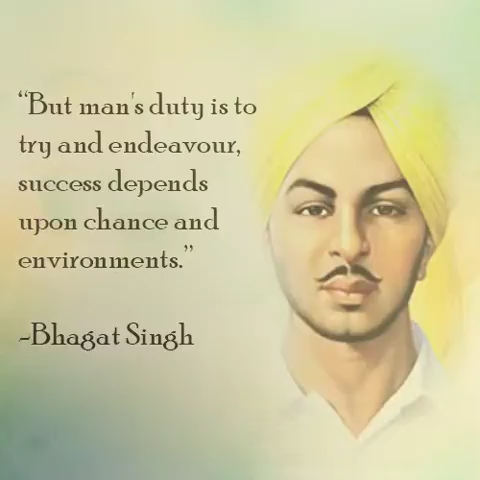 “But man's duty is to
try and endeavour,
success depends
upon chance and
environments.”
-Bhagat Singh